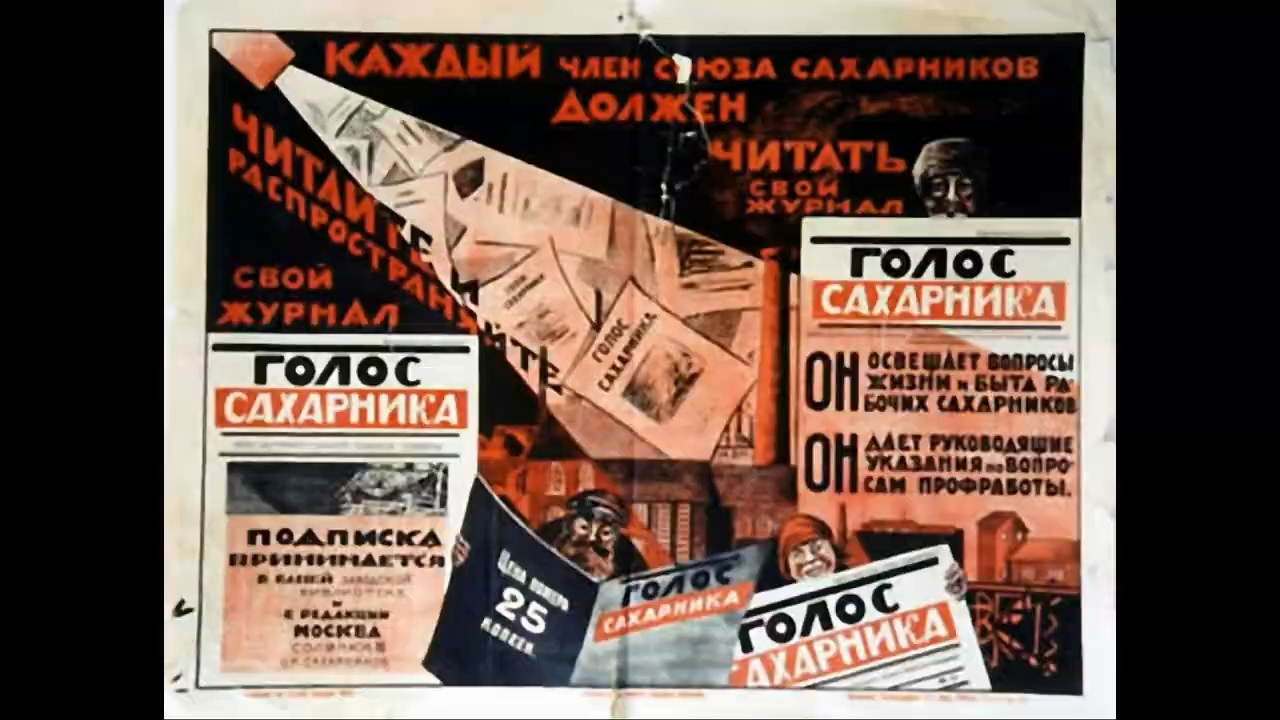 КАЖДЫЙ ЧЛЕН СОЮЗА САХАРНИКОВ
ДОЛЖЕН
ЧИТАТЬ
СВОЙ
ЖУРНАЛ
ЧИТАЙТЕ И
РАСПРОСТРАНЯЙТЕ
СВОЙ
ЖУРНАЛ
ГОЛОС
САХАРНИКА
ПОДПИСКА
ПРИНИМАЕТСЯ
В ВАШЕЙ ЗАВОДСКОЙ
БИБЛИОТЕКЕ
И
В РЕДАКЦИИ
МОСКВА
ГОЛОС
САХАРНИКА
ЦЕНА НОМЕРА
25
КОПЕЕК
ГОЛОС
САХАРНИКА
ГОЛОС
САХАРНИКА
ГОЛОС
САХАРНИКА
ОН ОСВЕЩАЕТ ВОПРОСЫ
ЖИЗНИ И БЫТА РА-
БОЧИХ САХАРНИКОВ
ОН ДАЕТ РУКОВОДЯЩИЕ
УКАЗАНИЯ ПО ВОПРО-
САМ ПРОФРАБОТЫ.